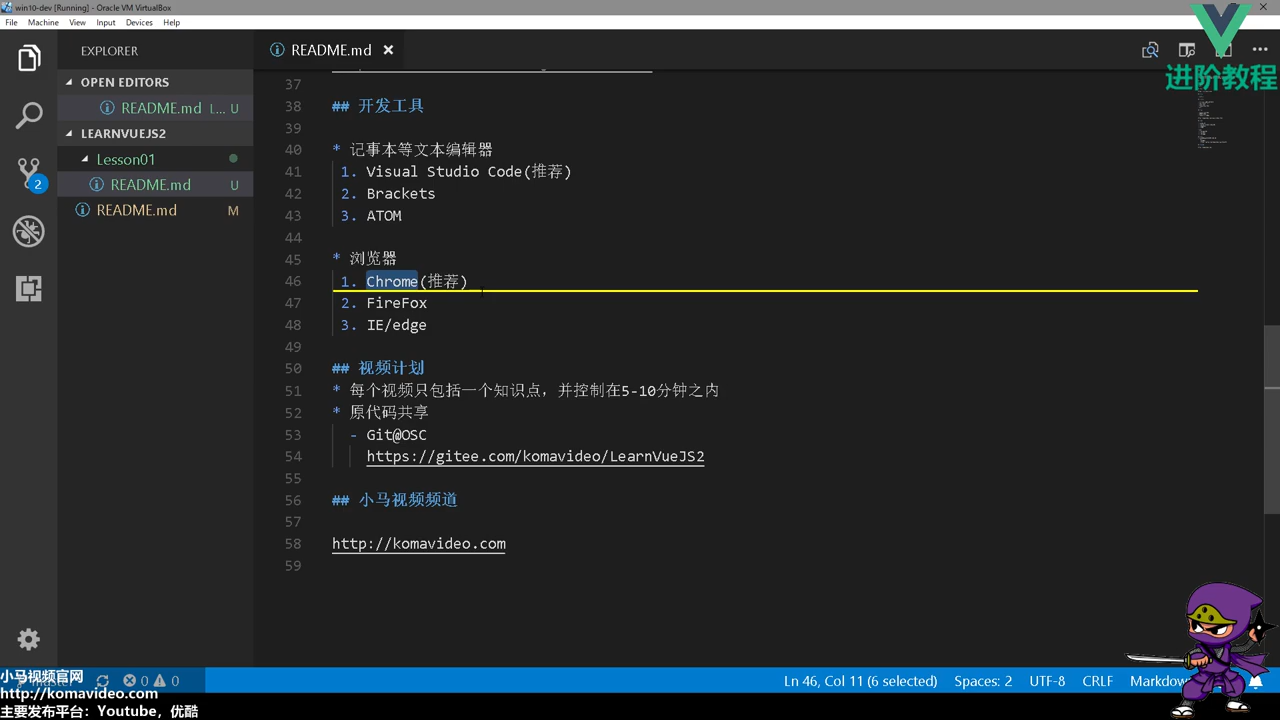 win10-dev [Running] - Oracle VM VirtualBox
File Machine View Input Devices Help
EXPLORER
README.md
进阶教程
OPEN EDITORS
README.md L... U
LEARNVUEJS2
Lesson01
README.md U
README.md M
2
37
38 ## 开发工具
39
40 * 记事本等文本编辑器
41 1. Visual Studio Code(推荐)
42 2. Brackets
43 3. ATOM
44
45 * 浏览器
46 1. Chrome(推荐)
47 2. FireFox
48 3. IE/edge
49
50 ## 视频计划
51 * 每个视频只包括一个知识点，并控制在5-10分钟之内
52 * 原代码共享
53 - Git@OSC
54 https://gitee.com/komavideo/LearnVueJS2
55
56 ## 小马视频频道
57
58 http://komavideo.com
59
小马视频官网
http://komavideo.com
主要发布平台：Youtube，优酷
0 0
Ln 46, Col 11 (6 selected) Spaces: 2 UTF-8 CRLF Markdow